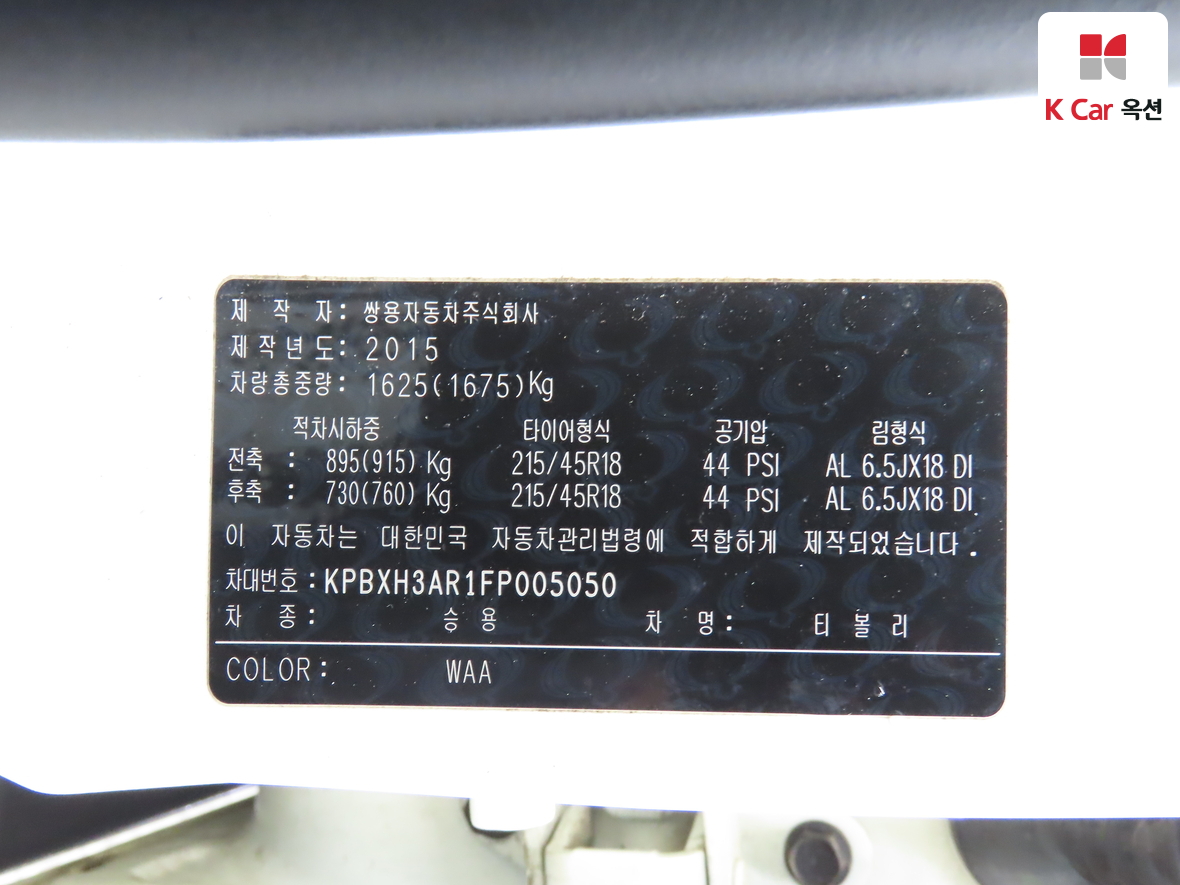 K Car 옥션
제 작 자 : 쌍용자동차주식회사
제 작 년 도 : 2015
차량총중량 : 1625(1675)Kg
적차시하중 타이어형식 공기압 림형식
전축 : 895(915) Kg 215/45R18 44 PSI AL 6.5JX18 DI
후축 : 730(760) Kg 215/45R18 44 PSI AL 6.5JX18 DI.
이 자동차는 대한민국 자동차관리법령에 적합하게 제작되었습니다.
차대번호 : KPBXH3AR1FP005050
차 종 : 승 용 차 명 : 티 볼 리
COLOR : WAA